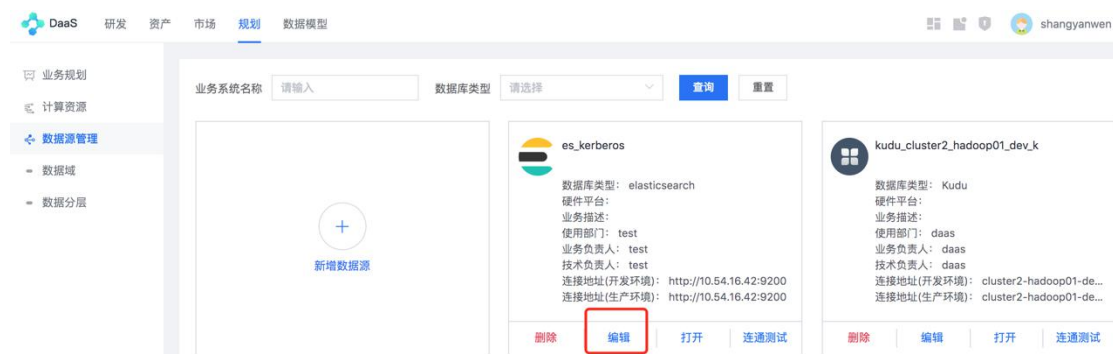 DaaS 研发 资产 市场 规划 数据模型 shangyanwen
业务规划
计算资源
数据源管理
数据域
数据分层
业务系统名称 请输入 数据库类型 请选择 查询 重置
新增数据源
es_kerberos
数据库类型： elasticsearch
硬件平台：
业务描述：
使用部门： test
业务负责人： test
技术负责人： test
连接地址(开发环境)： http://10.54.16.42:9200
连接地址(生产环境)： http://10.54.16.42:9200
删除 编辑 打开 连通测试
kudu_cluster2_hadoop01_dev_k
数据库类型： Kudu
硬件平台：
业务描述：
使用部门： daas
业务负责人： daas
技术负责人： daas
连接地址(开发环境)： cluster2-hadoop01-de...
连接地址(生产环境)： cluster2-hadoop01-de...
删除 编辑 打开 连通测试